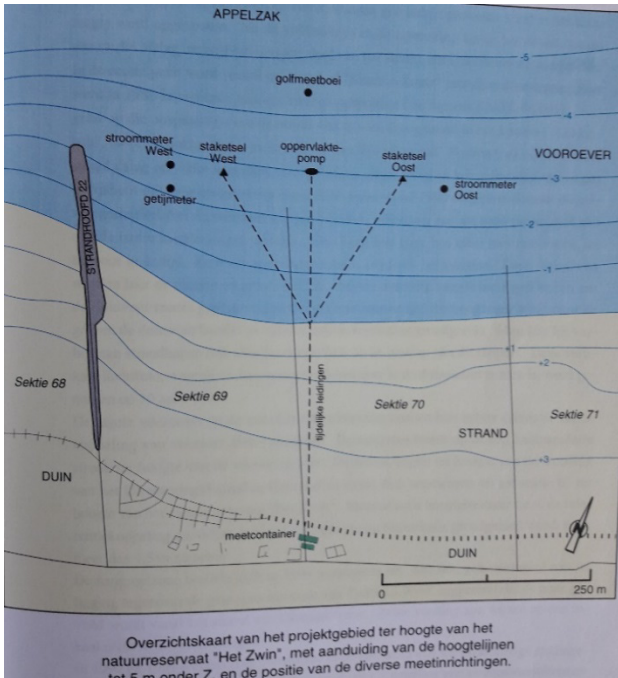 APPELZAK
-5
golfmeetboei
-4
stroommeter
West
staketsel
West
oppervlakte-
pomp
staketsel
Oost
VOOROEVER
-3
getijmeter
stroommeter
Oost
STRANDHOOFD 22
-2
-1
+1
+2
Sektie 68
Sektie 69
tijdelijke leidingen
Sektie 70
Sektie 71
STRAND
+3
DUIN
meetcontainer
DUIN
N
0
250 m
Overzichtskaart van het projektgebied ter hoogte van het
natuurreservaat "Het Zwin", met aanduiding van de hoogtelijnen
tot 5 m onder Z, en de positie van de diverse meetinrichtingen.